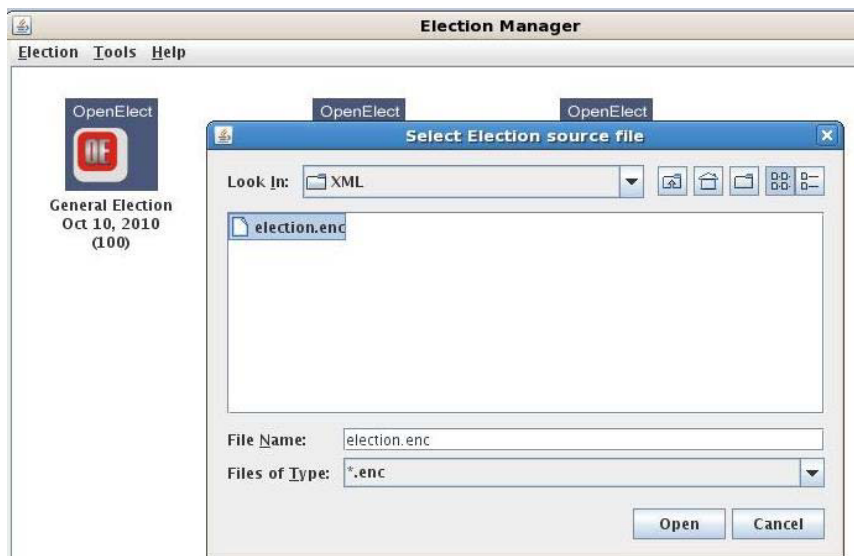 Election Manager
Election Tools Help
OpenElect OpenElect OpenElect
OE
General Election
Oct 10, 2010
(100)
Select Election source file
Look In: XML
election.enc
File Name: election.enc
Files of Type: *.enc
Open Cancel